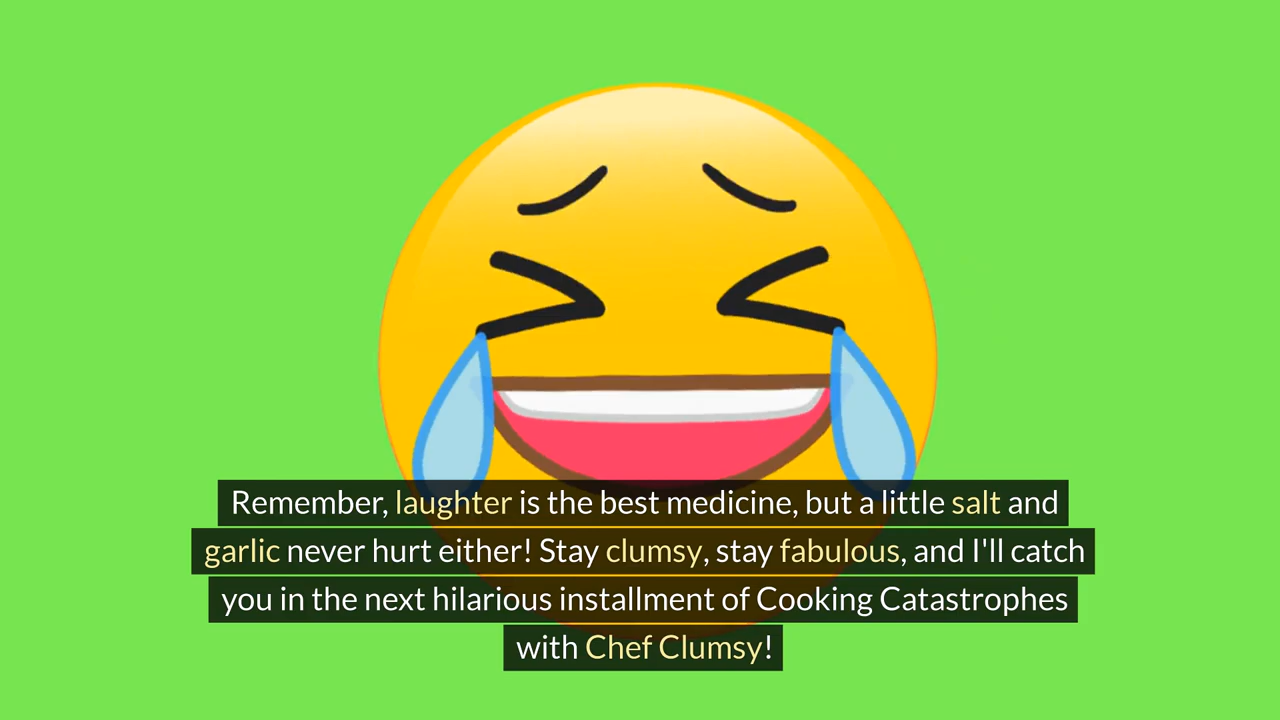 Remember, laughter is the best medicine, but a little salt and
garlic never hurt either! Stay clumsy, stay fabulous, and I'll catch
you in the next hilarious installment of Cooking Catastrophes
with Chef Clumsy!